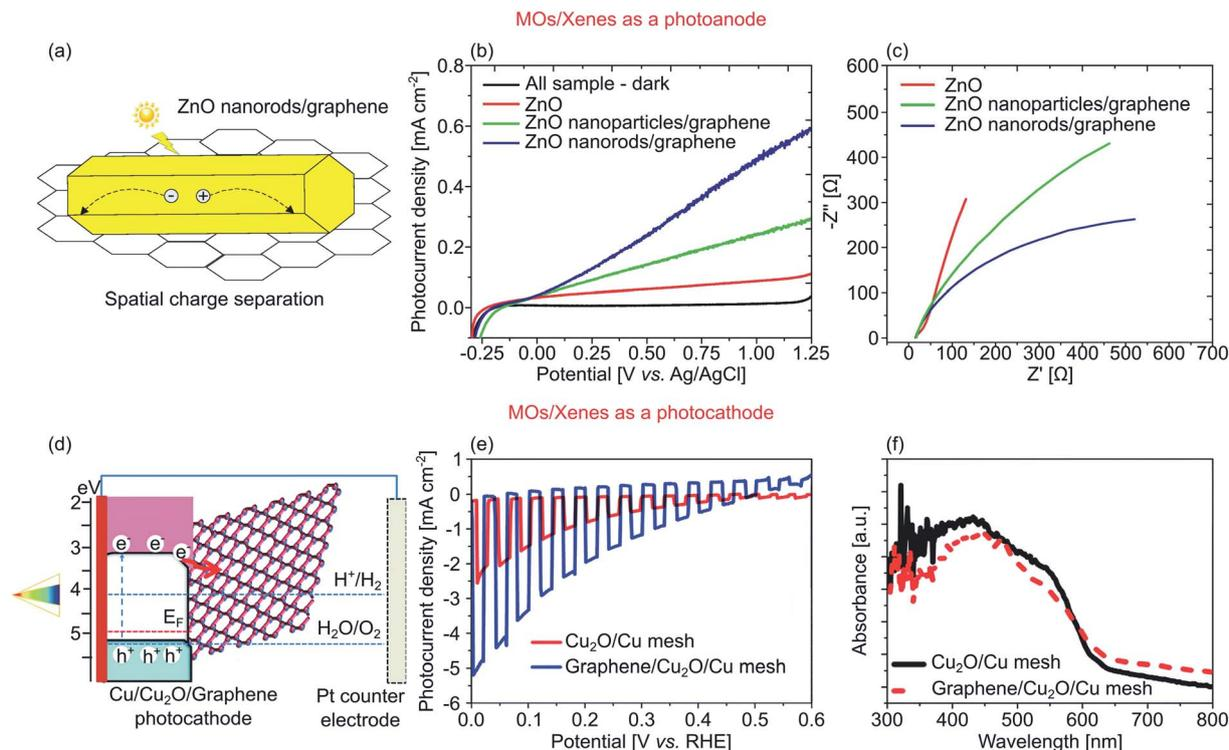 MOs/Xenes as a photoanode
(a)
ZnO nanorods/graphene
-
+
Spatial charge separation
(b)
Photocurrent density [mA cm-2]
0.8
0.6
0.4
0.2
0.0
All sample - dark
ZnO
ZnO nanoparticles/graphene
ZnO nanorods/graphene
-0.25 0.00 0.25 0.50 0.75 1.00 1.25
Potential [V vs. Ag/AgCl]
(c)
-Z" [Ω]
600
500
400
300
200
100
0
ZnO
ZnO nanoparticles/graphene
ZnO nanorods/graphene
0 100 200 300 400 500 600 700
Z' [Ω]
MOs/Xenes as a photocathode
(d)
eV
2
3
4
5
e- e- e-
H+/H2
EF
H2O/O2
h+ h+ h+
Cu/Cu2O/Graphene
photocathode
Pt counter
electrode
(e)
Photocurrent density [mA cm-2]
1
0
-1
-2
-3
-4
-5
-6
Cu2O/Cu mesh
Graphene/Cu2O/Cu mesh
0.0 0.1 0.2 0.3 0.4 0.5 0.6
Potential [V vs. RHE]
(f)
Absorbance [a.u.]
Cu2O/Cu mesh
Graphene/Cu2O/Cu mesh
300 400 500 600 700 800
Wavelength [nm]